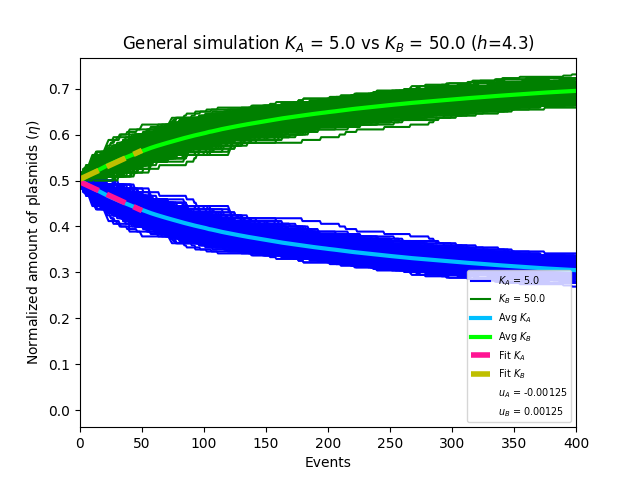 General simulation K_A = 5.0 vs K_B = 50.0 (h=4.3)
Normalized amount of plasmids (η)
0.7
0.6
0.5
0.4
0.3
0.2
0.1
0.0
K_A = 5.0
K_B = 50.0
Avg K_A
Avg K_B
Fit K_A
Fit K_B
u_A = -0.00125
u_B = 0.00125
0 50 100 150 200 250 300 350 400
Events